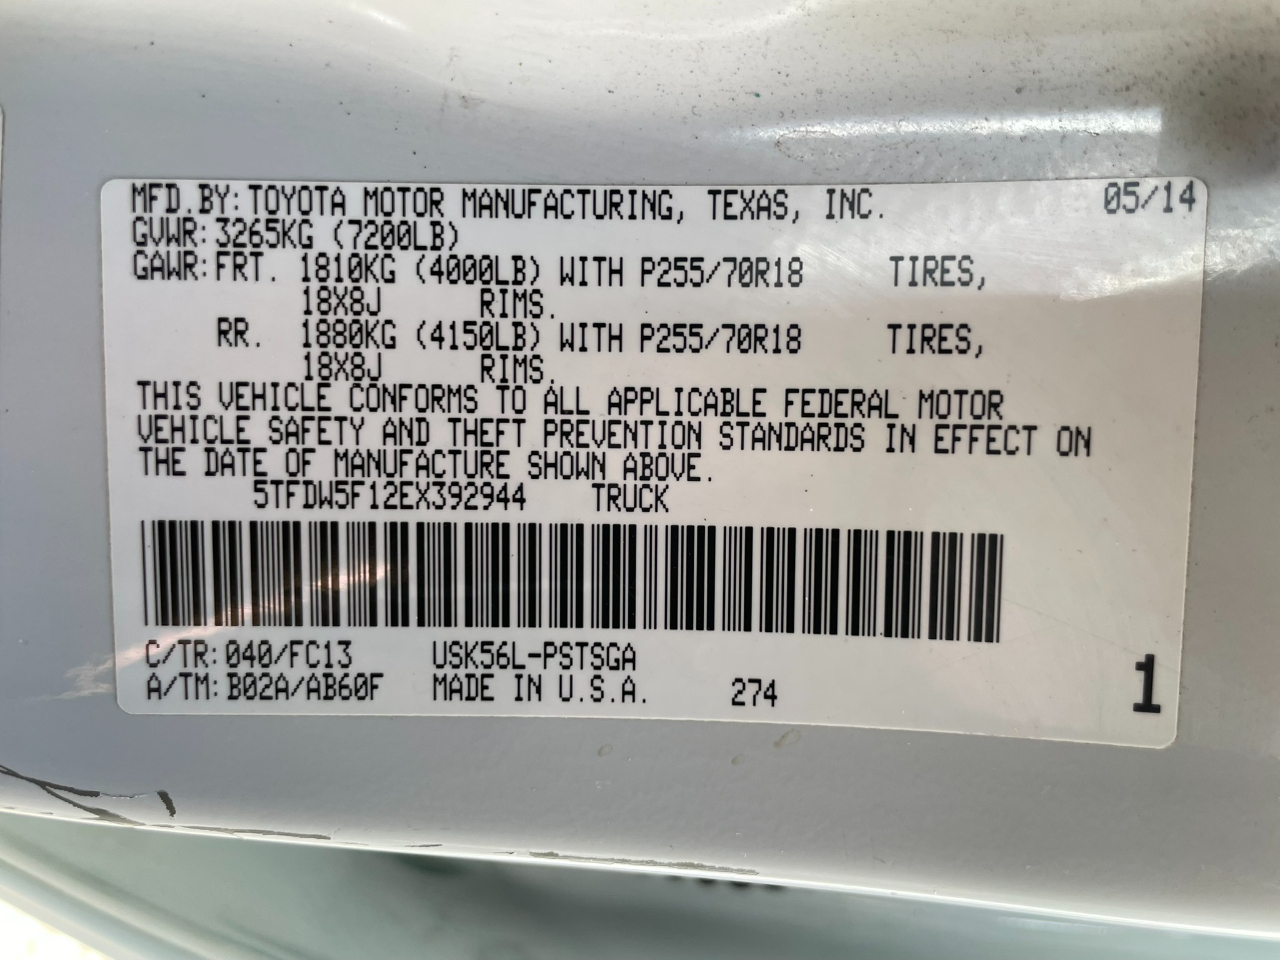 MFD.BY: TOYOTA MOTOR MANUFACTURING, TEXAS, INC. 05/14
GVWR: 3265KG (7200LB)
GAWR: FRT. 1810KG (4000LB) WITH P255/70R18 TIRES,
18X8J RIMS.
RR. 1880KG (4150LB) WITH P255/70R18 TIRES,
18X8J RIMS.
THIS VEHICLE CONFORMS TO ALL APPLICABLE FEDERAL MOTOR
VEHICLE SAFETY AND THEFT PREVENTION STANDARDS IN EFFECT ON
THE DATE OF MANUFACTURE SHOWN ABOVE.
5TFDW5F12EX392944 TRUCK
C/TR: 040/FC13 USK56L-PSTSGA
A/TM: B02A/AB60F MADE IN U.S.A. 274 1